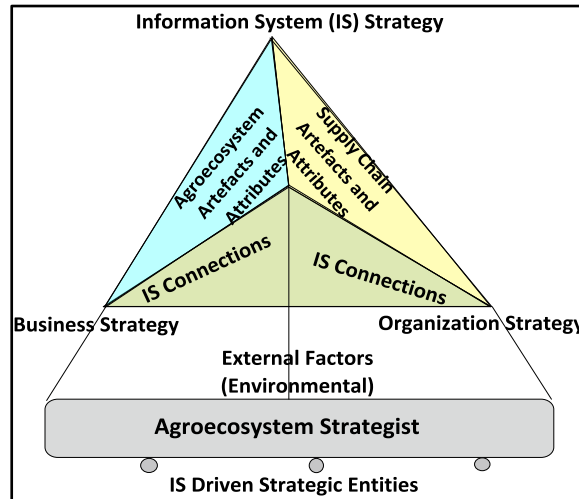 Information System (IS) Strategy
Agroecosystem
Artefacts and
Attributes
Supply Chain
Artefacts and
Attributes
IS Connections
IS Connections
Business Strategy
Organization Strategy
External Factors
(Environmental)
Agroecosystem Strategist
IS Driven Strategic Entities